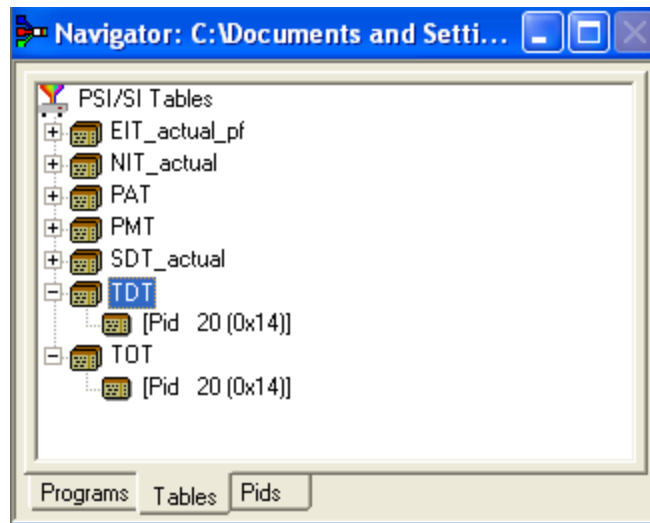 Navigator: C:\Documents and Setti...
PSI/SI Tables
EIT_actual_pf
NIT_actual
PAT
PMT
SDT_actual
TDT
[Pid 20 (0x14)]
TOT
[Pid 20 (0x14)]
Programs Tables Pids